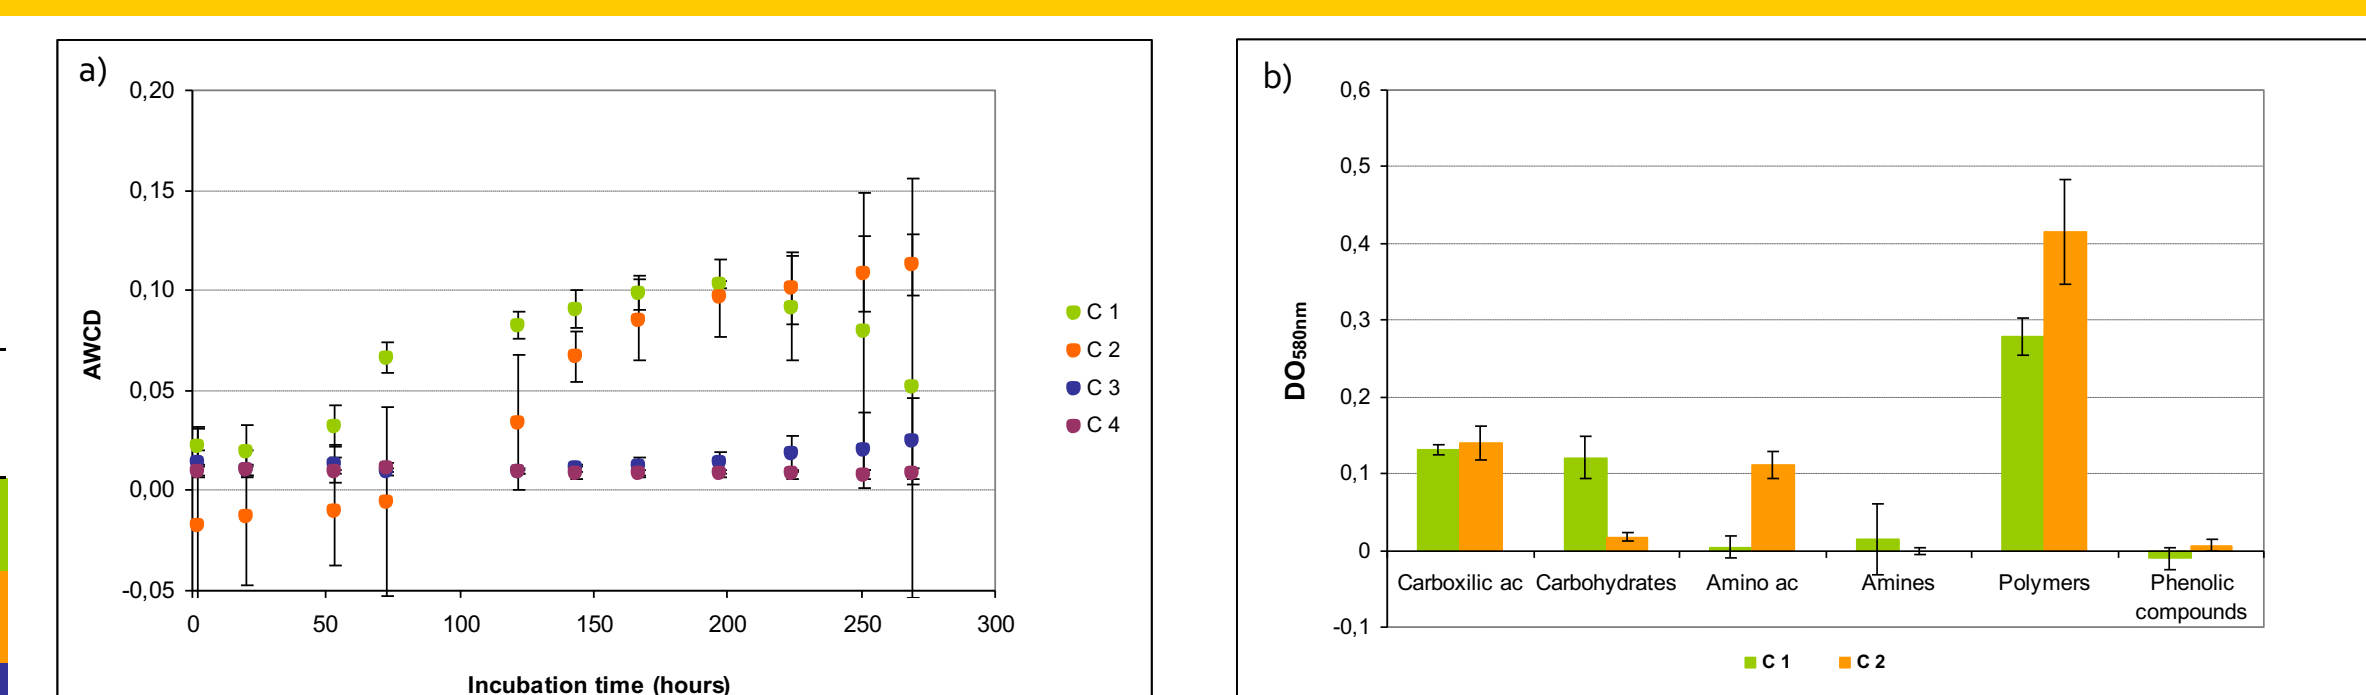 a)
0,20
0,15
0,10
0,05
0,00
-0,05
AWCD
0 50 100 150 200 250 300
Incubation time (hours)
C 1
C 2
C 3
C 4
b)
0,6
0,5
0,4
0,3
0,2
0,1
0
-0,1
DO580nm
Carboxilic ac Carbohydrates Amino ac Amines Polymers Phenolic
compounds
C 1 C 2